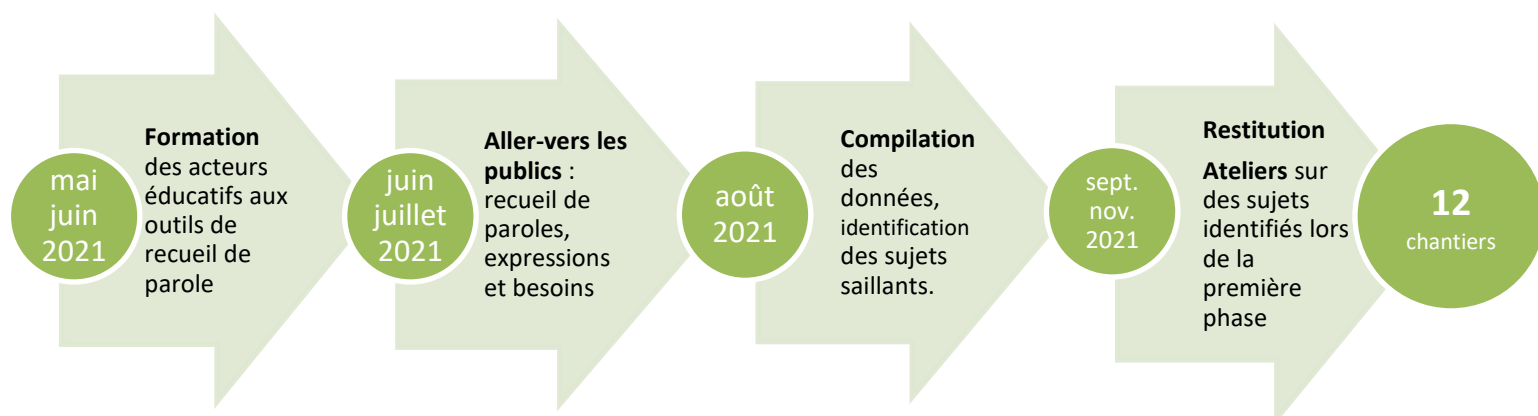 mai
juin
2021
Formation
des acteurs
éducatifs aux
outils de
recueil de
parole
juin
juillet
2021
Aller-vers les
publics :
recueil de
paroles,
expressions
et besoins
août
2021
Compilation
des
données,
identification
des sujets
saillants.
sept.
nov.
2021
Restitution
Ateliers sur
des sujets
identifiés lors
de la
première
phase
12
chantiers